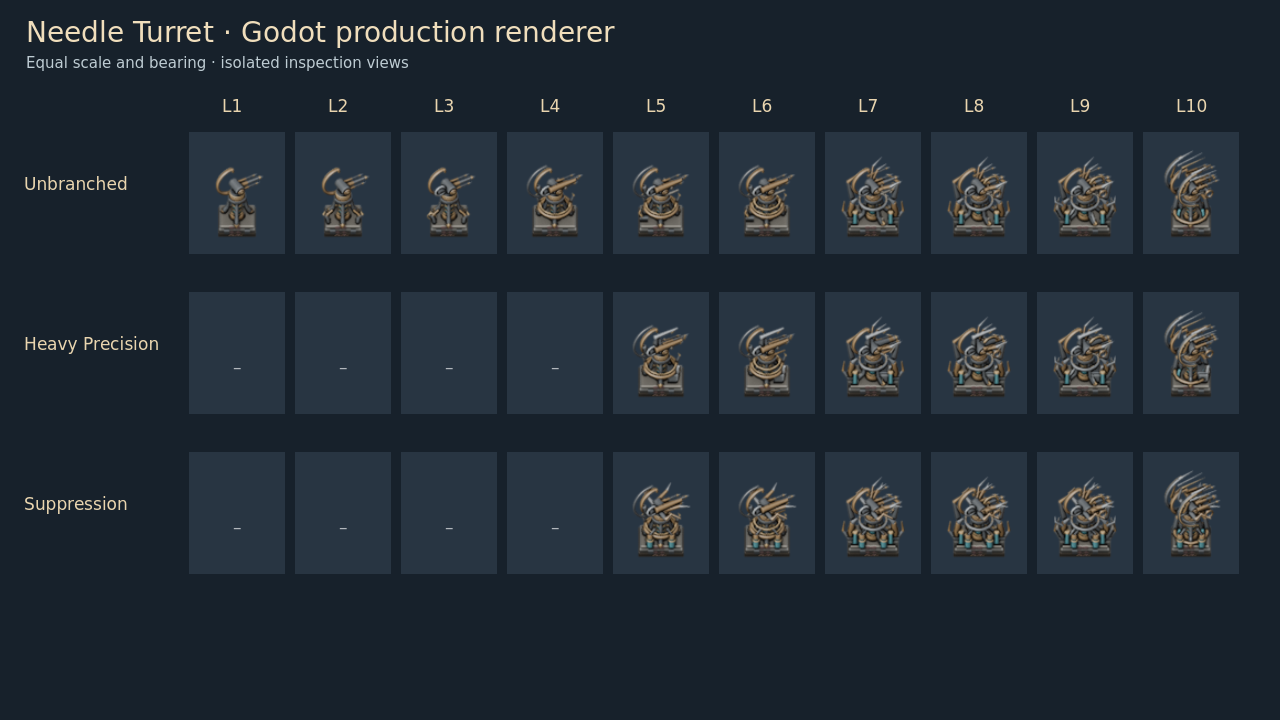 Needle Turret · Godot production renderer
Equal scale and bearing · isolated inspection views
L1 L2 L3 L4 L5 L6 L7 L8 L9 L10
Unbranched
Heavy Precision
– – – –
Suppression
– – – –